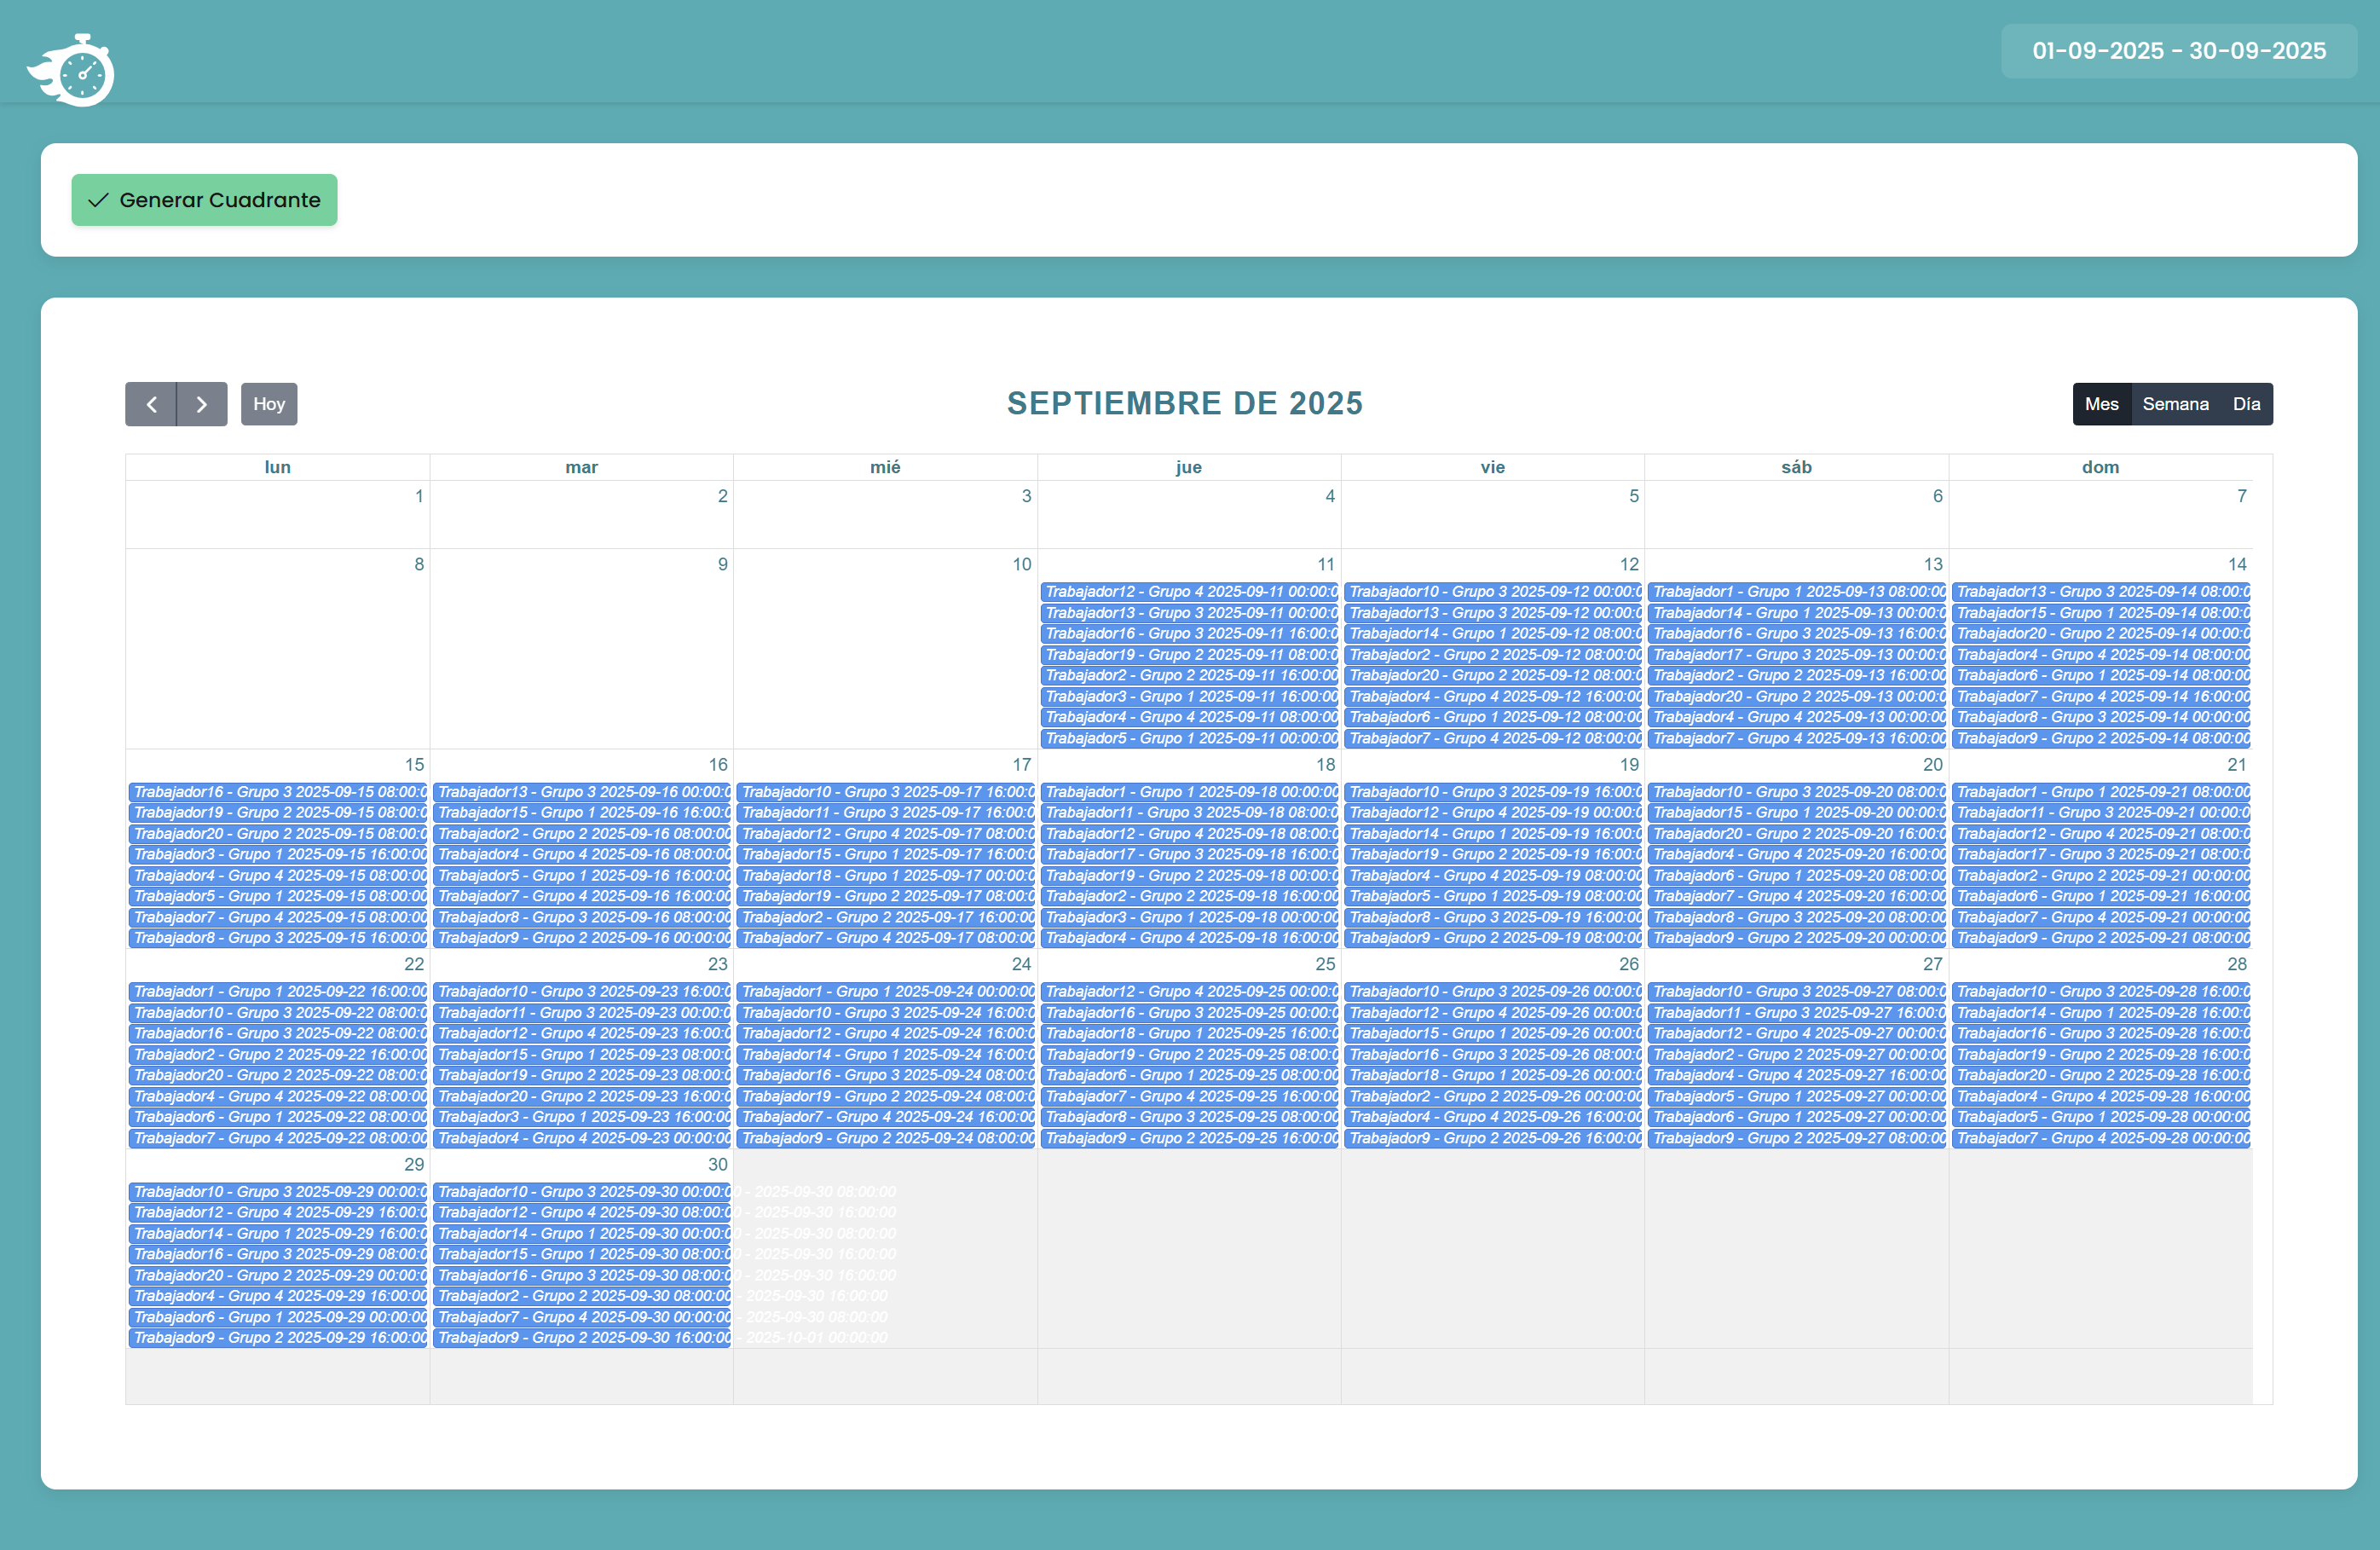 01-09-2025 - 30-09-2025
Generar Cuadrante
Hoy
SEPTIEMBRE DE 2025
Mes Semana Día
lun mar mié jue vie sáb dom
1 2 3 4 5 6 7
8 9 10 11 12 13 14
Trabajador12 - Grupo 4 2025-09-11 00:00:0 Trabajador10 - Grupo 3 2025-09-12 00:00:0 Trabajador1 - Grupo 1 2025-09-13 08:00:00 Trabajador13 - Grupo 3 2025-09-14 08:00:0
Trabajador13 - Grupo 3 2025-09-11 00:00:0 Trabajador13 - Grupo 3 2025-09-12 00:00:0 Trabajador14 - Grupo 1 2025-09-13 00:00:0 Trabajador15 - Grupo 1 2025-09-14 08:00:0
Trabajador16 - Grupo 3 2025-09-11 16:00:0 Trabajador14 - Grupo 1 2025-09-12 08:00:0 Trabajador16 - Grupo 3 2025-09-13 16:00:0 Trabajador20 - Grupo 2 2025-09-14 00:00:0
Trabajador19 - Grupo 2 2025-09-11 08:00:0 Trabajador2 - Grupo 2 2025-09-12 08:00:00 Trabajador17 - Grupo 3 2025-09-13 00:00:0 Trabajador4 - Grupo 4 2025-09-14 08:00:00
Trabajador2 - Grupo 2 2025-09-11 16:00:00 Trabajador20 - Grupo 2 2025-09-12 08:00:0 Trabajador2 - Grupo 2 2025-09-13 16:00:00 Trabajador6 - Grupo 1 2025-09-14 08:00:00
Trabajador3 - Grupo 1 2025-09-11 16:00:00 Trabajador4 - Grupo 4 2025-09-12 16:00:00 Trabajador20 - Grupo 2 2025-09-13 00:00:0 Trabajador7 - Grupo 4 2025-09-14 16:00:00
Trabajador4 - Grupo 4 2025-09-11 08:00:00 Trabajador6 - Grupo 1 2025-09-12 08:00:00 Trabajador4 - Grupo 4 2025-09-13 00:00:00 Trabajador8 - Grupo 3 2025-09-14 00:00:00
Trabajador5 - Grupo 1 2025-09-11 00:00:00 Trabajador7 - Grupo 4 2025-09-12 08:00:00 Trabajador7 - Grupo 4 2025-09-13 16:00:00 Trabajador9 - Grupo 2 2025-09-14 08:00:00
15 16 17 18 19 20 21
Trabajador16 - Grupo 3 2025-09-15 08:00:0 Trabajador13 - Grupo 3 2025-09-16 00:00:0 Trabajador10 - Grupo 3 2025-09-17 16:00:0 Trabajador1 - Grupo 1 2025-09-18 00:00:00 Trabajador10 - Grupo 3 2025-09-19 16:00:0 Trabajador10 - Grupo 3 2025-09-20 08:00:0 Trabajador1 - Grupo 1 2025-09-21 08:00:00
Trabajador19 - Grupo 2 2025-09-15 08:00:0 Trabajador15 - Grupo 1 2025-09-16 16:00:0 Trabajador11 - Grupo 3 2025-09-17 16:00:0 Trabajador11 - Grupo 3 2025-09-18 08:00:0 Trabajador12 - Grupo 4 2025-09-19 00:00:0 Trabajador15 - Grupo 1 2025-09-20 00:00:0 Trabajador11 - Grupo 3 2025-09-21 00:00:0
Trabajador20 - Grupo 2 2025-09-15 08:00:0 Trabajador2 - Grupo 2 2025-09-16 08:00:00 Trabajador12 - Grupo 4 2025-09-17 08:00:0 Trabajador12 - Grupo 4 2025-09-18 08:00:0 Trabajador14 - Grupo 1 2025-09-19 16:00:0 Trabajador20 - Grupo 2 2025-09-20 16:00:0 Trabajador12 - Grupo 4 2025-09-21 08:00:0
Trabajador3 - Grupo 1 2025-09-15 16:00:00 Trabajador4 - Grupo 4 2025-09-16 08:00:00 Trabajador15 - Grupo 1 2025-09-17 16:00:0 Trabajador17 - Grupo 3 2025-09-18 16:00:0 Trabajador19 - Grupo 2 2025-09-19 16:00:0 Trabajador4 - Grupo 4 2025-09-20 16:00:00 Trabajador17 - Grupo 3 2025-09-21 08:00:0
Trabajador4 - Grupo 4 2025-09-15 08:00:00 Trabajador5 - Grupo 1 2025-09-16 16:00:00 Trabajador18 - Grupo 1 2025-09-17 00:00:0 Trabajador19 - Grupo 2 2025-09-18 00:00:0 Trabajador4 - Grupo 4 2025-09-19 08:00:00 Trabajador6 - Grupo 1 2025-09-20 08:00:00 Trabajador2 - Grupo 2 2025-09-21 00:00:00
Trabajador5 - Grupo 1 2025-09-15 08:00:00 Trabajador7 - Grupo 4 2025-09-16 16:00:00 Trabajador19 - Grupo 2 2025-09-17 08:00:0 Trabajador2 - Grupo 2 2025-09-18 16:00:00 Trabajador5 - Grupo 1 2025-09-19 08:00:00 Trabajador7 - Grupo 4 2025-09-20 16:00:00 Trabajador6 - Grupo 1 2025-09-21 16:00:00
Trabajador7 - Grupo 4 2025-09-15 08:00:00 Trabajador8 - Grupo 3 2025-09-16 08:00:00 Trabajador2 - Grupo 2 2025-09-17 16:00:00 Trabajador3 - Grupo 1 2025-09-18 00:00:00 Trabajador8 - Grupo 3 2025-09-19 16:00:00 Trabajador8 - Grupo 3 2025-09-20 08:00:00 Trabajador7 - Grupo 4 2025-09-21 00:00:00
Trabajador8 - Grupo 3 2025-09-15 16:00:00 Trabajador9 - Grupo 2 2025-09-16 00:00:00 Trabajador7 - Grupo 4 2025-09-17 08:00:00 Trabajador4 - Grupo 4 2025-09-18 16:00:00 Trabajador9 - Grupo 2 2025-09-19 08:00:00 Trabajador9 - Grupo 2 2025-09-20 00:00:00 Trabajador9 - Grupo 2 2025-09-21 08:00:00
22 23 24 25 26 27 28
Trabajador1 - Grupo 1 2025-09-22 16:00:00 Trabajador10 - Grupo 3 2025-09-23 16:00:0 Trabajador1 - Grupo 1 2025-09-24 00:00:00 Trabajador12 - Grupo 4 2025-09-25 00:00:0 Trabajador10 - Grupo 3 2025-09-26 00:00:0 Trabajador10 - Grupo 3 2025-09-27 08:00:0 Trabajador10 - Grupo 3 2025-09-28 16:00:0
Trabajador10 - Grupo 3 2025-09-22 08:00:0 Trabajador11 - Grupo 3 2025-09-23 00:00:0 Trabajador10 - Grupo 3 2025-09-24 16:00:0 Trabajador16 - Grupo 3 2025-09-25 00:00:0 Trabajador12 - Grupo 4 2025-09-26 00:00:0 Trabajador11 - Grupo 3 2025-09-27 16:00:0 Trabajador14 - Grupo 1 2025-09-28 16:00:0
Trabajador16 - Grupo 3 2025-09-22 08:00:0 Trabajador12 - Grupo 4 2025-09-23 16:00:0 Trabajador12 - Grupo 4 2025-09-24 16:00:0 Trabajador18 - Grupo 1 2025-09-25 16:00:0 Trabajador15 - Grupo 1 2025-09-26 00:00:0 Trabajador12 - Grupo 4 2025-09-27 00:00:0 Trabajador16 - Grupo 3 2025-09-28 16:00:0
Trabajador2 - Grupo 2 2025-09-22 16:00:00 Trabajador15 - Grupo 1 2025-09-23 08:00:0 Trabajador14 - Grupo 1 2025-09-24 16:00:0 Trabajador19 - Grupo 2 2025-09-25 08:00:0 Trabajador16 - Grupo 3 2025-09-26 08:00:0 Trabajador2 - Grupo 2 2025-09-27 00:00:00 Trabajador19 - Grupo 2 2025-09-28 16:00:0
Trabajador20 - Grupo 2 2025-09-22 08:00:0 Trabajador19 - Grupo 2 2025-09-23 08:00:0 Trabajador16 - Grupo 3 2025-09-24 08:00:0 Trabajador6 - Grupo 1 2025-09-25 08:00:00 Trabajador18 - Grupo 1 2025-09-26 00:00:0 Trabajador4 - Grupo 4 2025-09-27 16:00:00 Trabajador20 - Grupo 2 2025-09-28 16:00:0
Trabajador4 - Grupo 4 2025-09-22 08:00:00 Trabajador20 - Grupo 2 2025-09-23 16:00:0 Trabajador19 - Grupo 2 2025-09-24 08:00:0 Trabajador7 - Grupo 4 2025-09-25 16:00:00 Trabajador2 - Grupo 2 2025-09-26 00:00:00 Trabajador5 - Grupo 1 2025-09-27 00:00:00 Trabajador4 - Grupo 4 2025-09-28 16:00:00
Trabajador6 - Grupo 1 2025-09-22 08:00:00 Trabajador3 - Grupo 1 2025-09-23 16:00:00 Trabajador7 - Grupo 4 2025-09-24 16:00:00 Trabajador8 - Grupo 3 2025-09-25 08:00:00 Trabajador4 - Grupo 4 2025-09-26 16:00:00 Trabajador6 - Grupo 1 2025-09-27 00:00:00 Trabajador5 - Grupo 1 2025-09-28 00:00:00
Trabajador7 - Grupo 4 2025-09-22 08:00:00 Trabajador4 - Grupo 4 2025-09-23 00:00:00 Trabajador9 - Grupo 2 2025-09-24 08:00:00 Trabajador9 - Grupo 2 2025-09-25 16:00:00 Trabajador9 - Grupo 2 2025-09-26 16:00:00 Trabajador9 - Grupo 2 2025-09-27 08:00:00 Trabajador7 - Grupo 4 2025-09-28 00:00:00
29 30
Trabajador10 - Grupo 3 2025-09-29 00:00:0 Trabajador10 - Grupo 3 2025-09-30 00:00:00 - 2025-09-30 08:00:00
Trabajador12 - Grupo 4 2025-09-29 16:00:0 Trabajador12 - Grupo 4 2025-09-30 08:00:00 - 2025-09-30 16:00:00
Trabajador14 - Grupo 1 2025-09-29 16:00:0 Trabajador14 - Grupo 1 2025-09-30 00:00:00 - 2025-09-30 08:00:00
Trabajador16 - Grupo 3 2025-09-29 08:00:0 Trabajador15 - Grupo 1 2025-09-30 08:00:00 - 2025-09-30 16:00:00
Trabajador20 - Grupo 2 2025-09-29 00:00:0 Trabajador16 - Grupo 3 2025-09-30 08:00:00 - 2025-09-30 16:00:00
Trabajador4 - Grupo 4 2025-09-29 16:00:00 Trabajador2 - Grupo 2 2025-09-30 08:00:00 - 2025-09-30 16:00:00
Trabajador6 - Grupo 1 2025-09-29 00:00:00 Trabajador7 - Grupo 4 2025-09-30 00:00:00 - 2025-09-30 08:00:00
Trabajador9 - Grupo 2 2025-09-29 16:00:00 Trabajador9 - Grupo 2 2025-09-30 16:00:00 - 2025-10-01 00:00:00